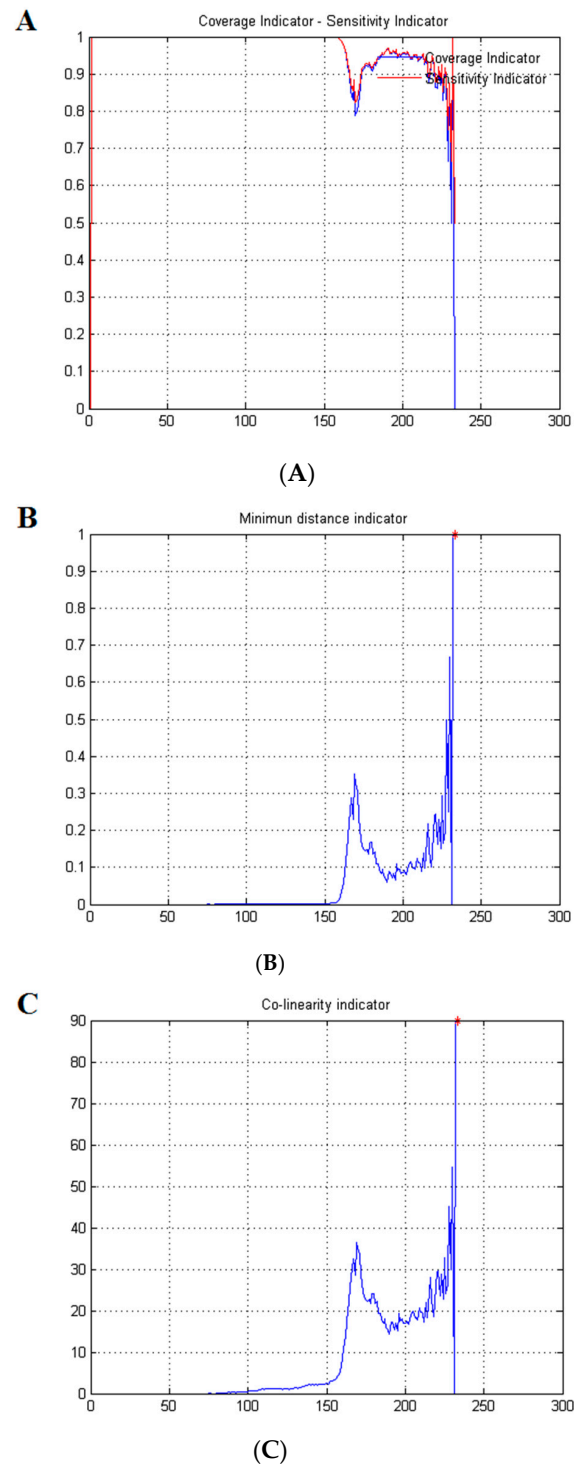 A
Coverage Indicator - Sensitivity Indicator
1
0.9
0.8
0.7
0.6
0.5
0.4
0.3
0.2
0.1
0
Coverage Indicator
Sensitivity Indicator
0 50 100 150 200 250 300
(A)
B
Minimun distance indicator
1
0.9
0.8
0.7
0.6
0.5
0.4
0.3
0.2
0.1
0
0 50 100 150 200 250 300
(B)
C
Co-linearity indicator
90
80
70
60
50
40
30
20
10
0
0 50 100 150 200 250 300
(C)